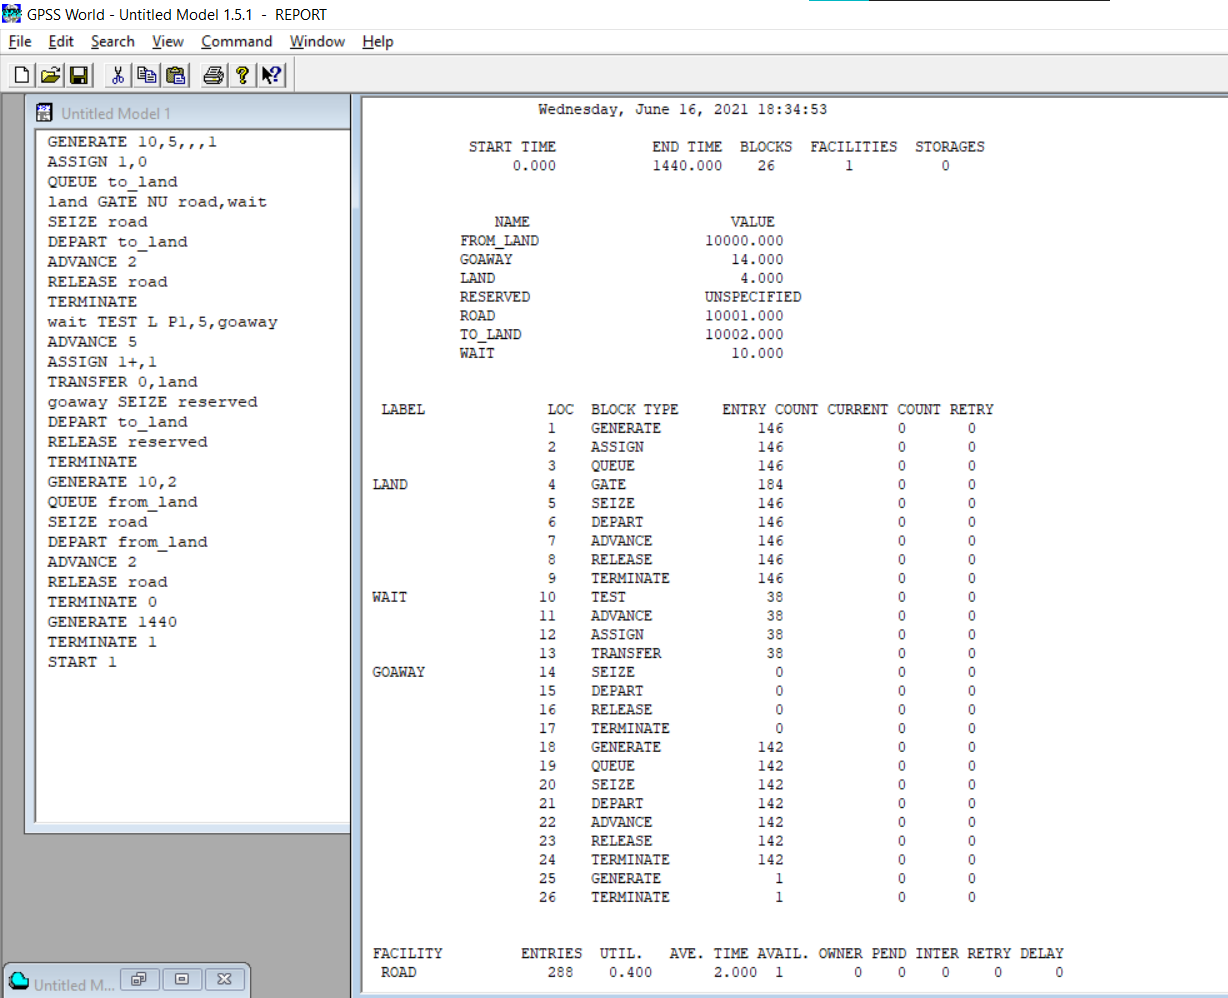 GPSS World - Untitled Model 1.5.1 - REPORT
File Edit Search View Command Window Help
Untitled Model 1
GENERATE 10,5,,,1
ASSIGN 1,0
QUEUE to_land
land GATE NU road,wait
SEIZE road
DEPART to_land
ADVANCE 2
RELEASE road
TERMINATE
wait TEST L P1,5,goaway
ADVANCE 5
ASSIGN 1+,1
TRANSFER 0,land
goaway SEIZE reserved
DEPART to_land
RELEASE reserved
TERMINATE
GENERATE 10,2
QUEUE from_land
SEIZE road
DEPART from_land
ADVANCE 2
RELEASE road
TERMINATE 0
GENERATE 1440
TERMINATE 1
START 1
Wednesday, June 16, 2021 18:34:53
START TIME END TIME BLOCKS FACILITIES STORAGES
0.000 1440.000 26 1 0
NAME VALUE
FROM_LAND 10000.000
GOAWAY 14.000
LAND 4.000
RESERVED UNSPECIFIED
ROAD 10001.000
TO_LAND 10002.000
WAIT 10.000
LABEL LOC BLOCK TYPE ENTRY COUNT CURRENT COUNT RETRY
1 GENERATE 146 0 0
2 ASSIGN 146 0 0
3 QUEUE 146 0 0
LAND 4 GATE 184 0 0
5 SEIZE 146 0 0
6 DEPART 146 0 0
7 ADVANCE 146 0 0
8 RELEASE 146 0 0
9 TERMINATE 146 0 0
WAIT 10 TEST 38 0 0
11 ADVANCE 38 0 0
12 ASSIGN 38 0 0
13 TRANSFER 38 0 0
GOAWAY 14 SEIZE 0 0 0
15 DEPART 0 0 0
16 RELEASE 0 0 0
17 TERMINATE 0 0 0
18 GENERATE 142 0 0
19 QUEUE 142 0 0
20 SEIZE 142 0 0
21 DEPART 142 0 0
22 ADVANCE 142 0 0
23 RELEASE 142 0 0
24 TERMINATE 142 0 0
25 GENERATE 1 0 0
26 TERMINATE 1 0 0
FACILITY ENTRIES UTIL. AVE. TIME AVAIL. OWNER PEND INTER RETRY DELAY
ROAD 288 0.400 2.000 1 0 0 0 0 0
Untitled M...